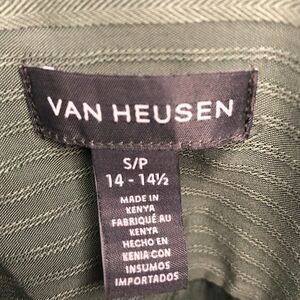 VAN HEUSEN
S/P
14 - 14½
MADE IN
KENYA
FABRIQUÉ AU
KENYA
HECHO EN
KENIA CON
INSUMOS
IMPORTADOS